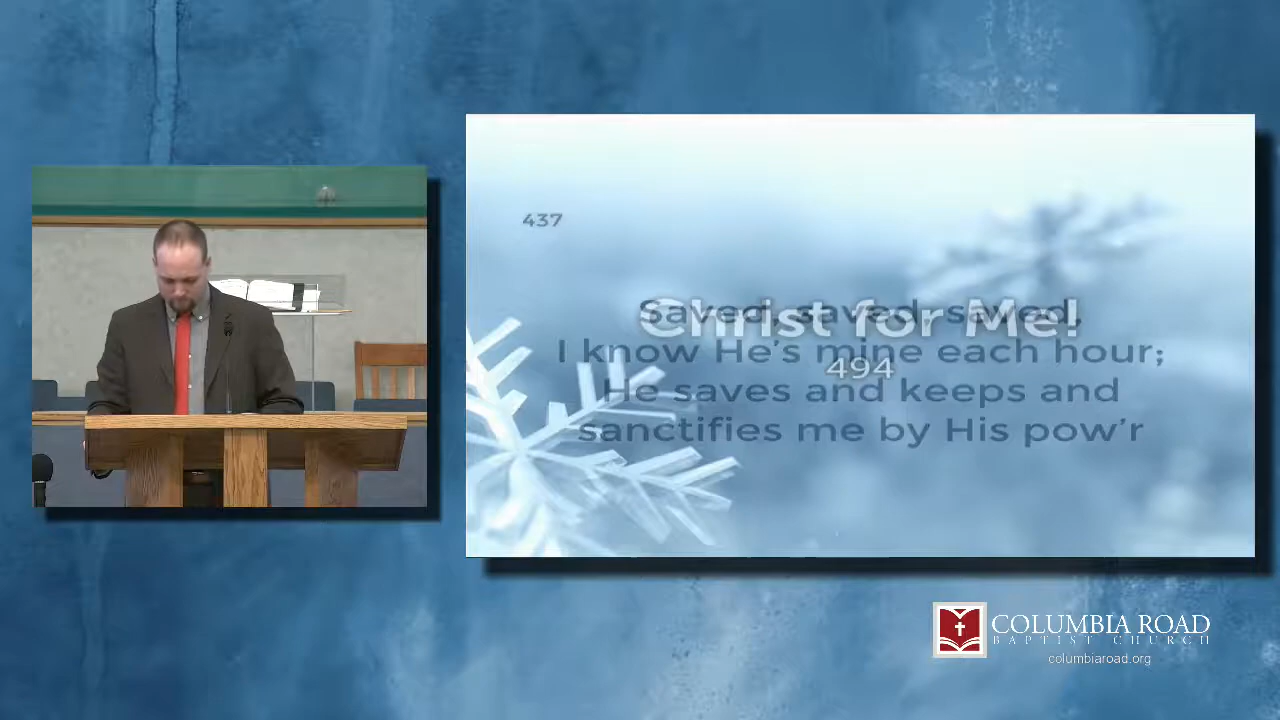 437
Saved, saved, saved,
Christ for Me!
I know He's mine each hour;
494
He saves and keeps and
sanctifies me by His pow'r
COLUMBIA ROAD
BAPTIST CHURCH
columbiaroad.org